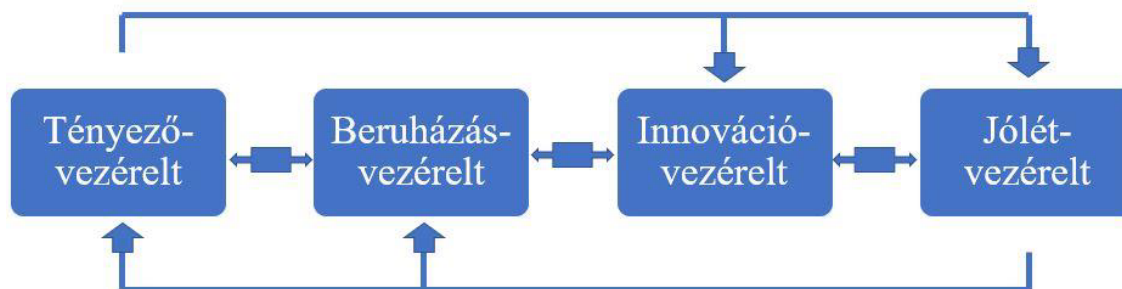 Tényező-
vezérelt
Beruházás-
vezérelt
Innováció-
vezérelt
Jólét-
vezérelt